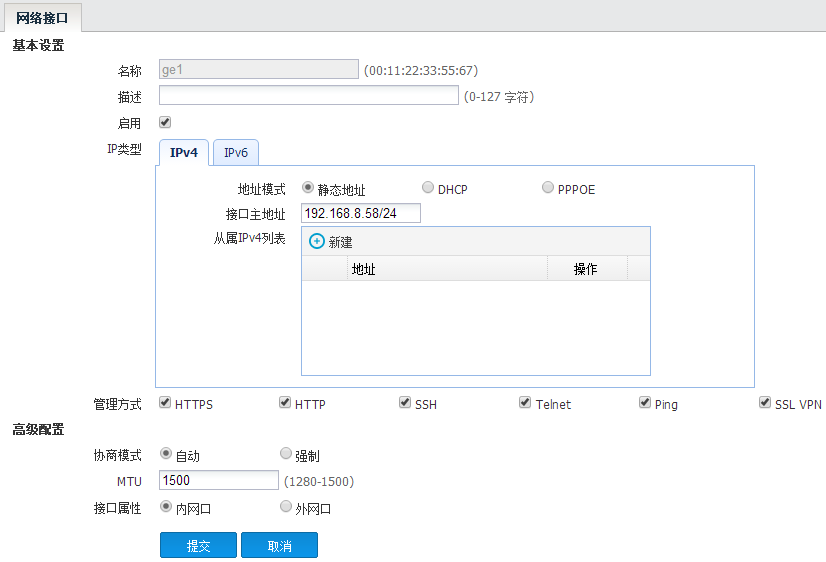 网络接口
基本设置
名称 ge1 (00:11:22:33:55:67)
描述 (0-127 字符)
启用
IP类型 IPv4 IPv6
地址模式 静态地址 DHCP PPPOE
接口主地址 192.168.8.58/24
从属IPv4列表 新建
地址 操作
管理方式 HTTPS HTTP SSH Telnet Ping SSL VPN
高级配置
协商模式 自动 强制
MTU 1500 (1280-1500)
接口属性 内网口 外网口
提交 取消